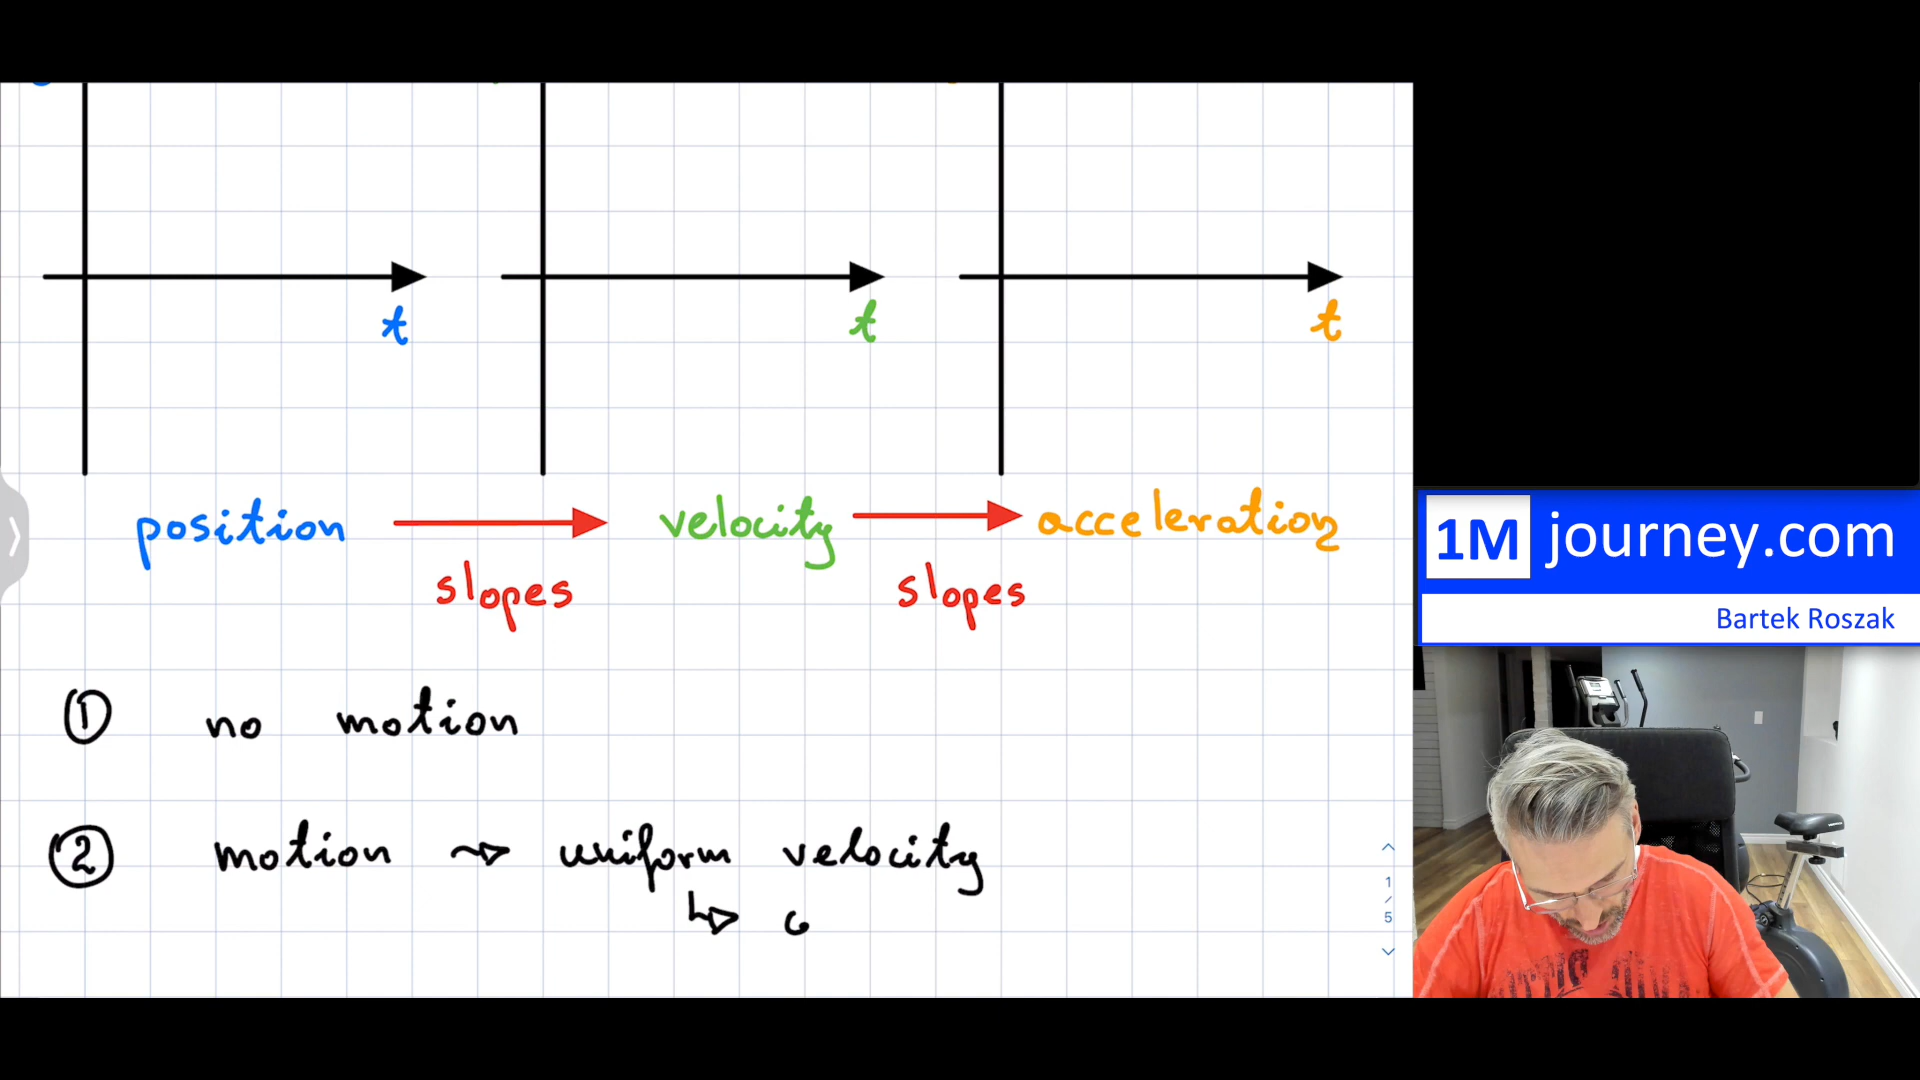 t t t
position velocity acceleration
slopes slopes
① no motion
② motion uniform velocity
1M journey.com
Bartek Roszak
1
/
5